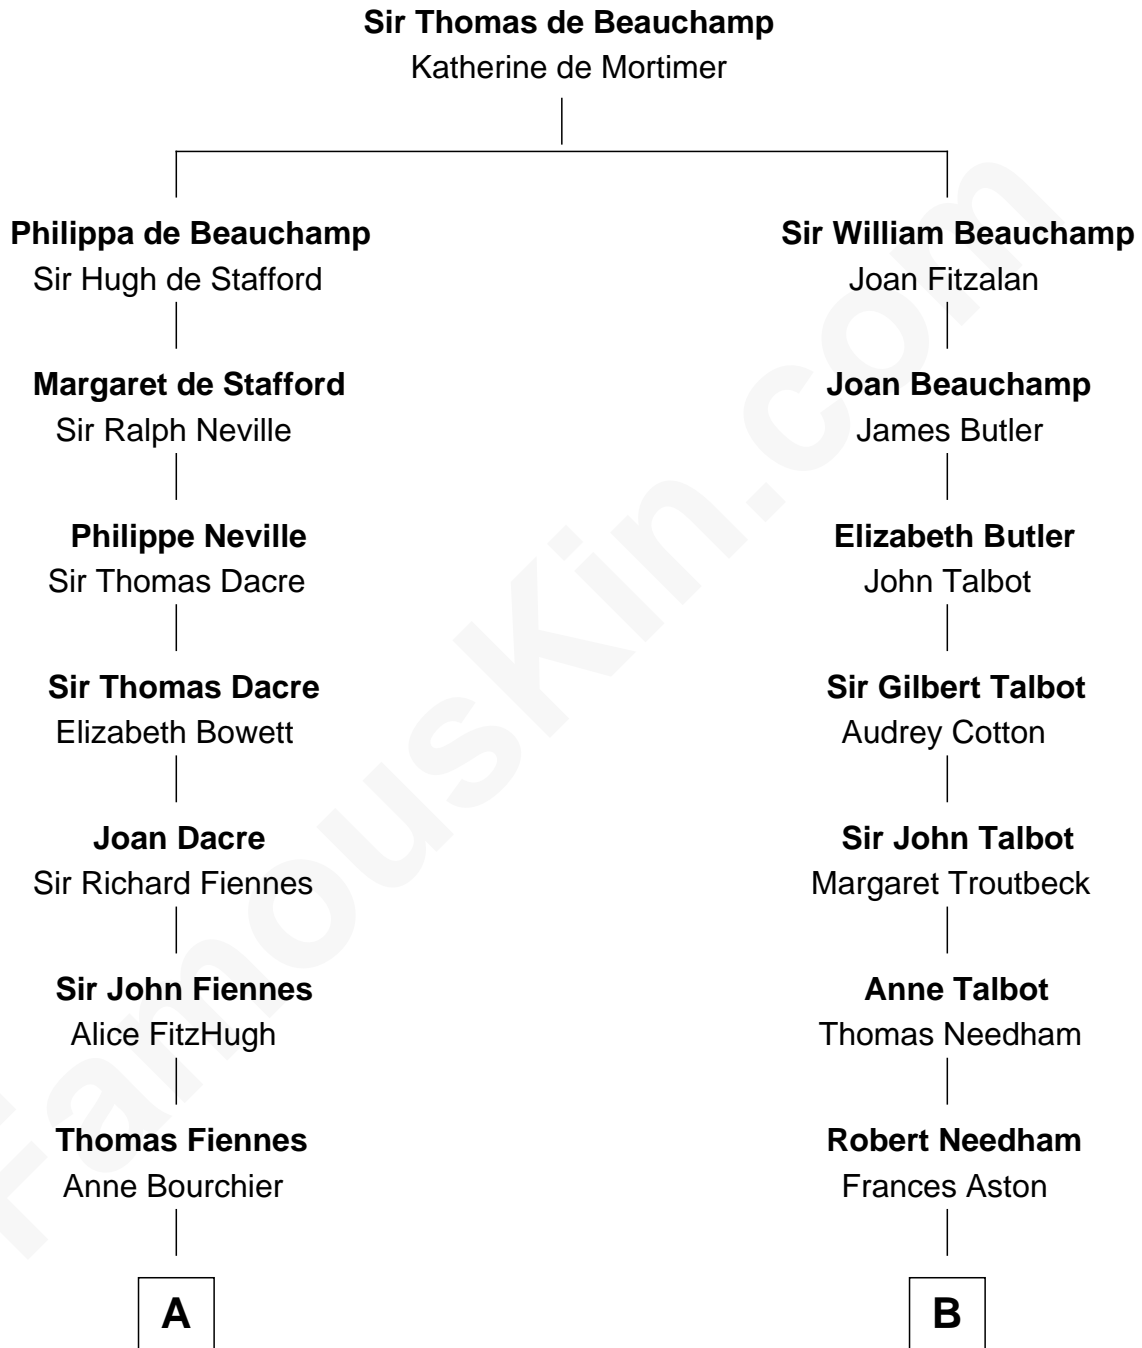 Sir Thomas de Beauchamp
Katherine de Mortimer
Philippa de Beauchamp
Sir Hugh de Stafford
Margaret de Stafford
Sir Ralph Neville
Philippe Neville
Sir Thomas Dacre
Sir Thomas Dacre
Elizabeth Bowett
Joan Dacre
Sir Richard Fiennes
Sir John Fiennes
Alice FitzHugh
Thomas Fiennes
Anne Bourchier
A
Sir William Beauchamp
Joan Fitzalan
Joan Beauchamp
James Butler
Elizabeth Butler
John Talbot
Sir Gilbert Talbot
Audrey Cotton
Sir John Talbot
Margaret Troutbeck
Anne Talbot
Thomas Needham
Robert Needham
Frances Aston
B
FamousKin.com